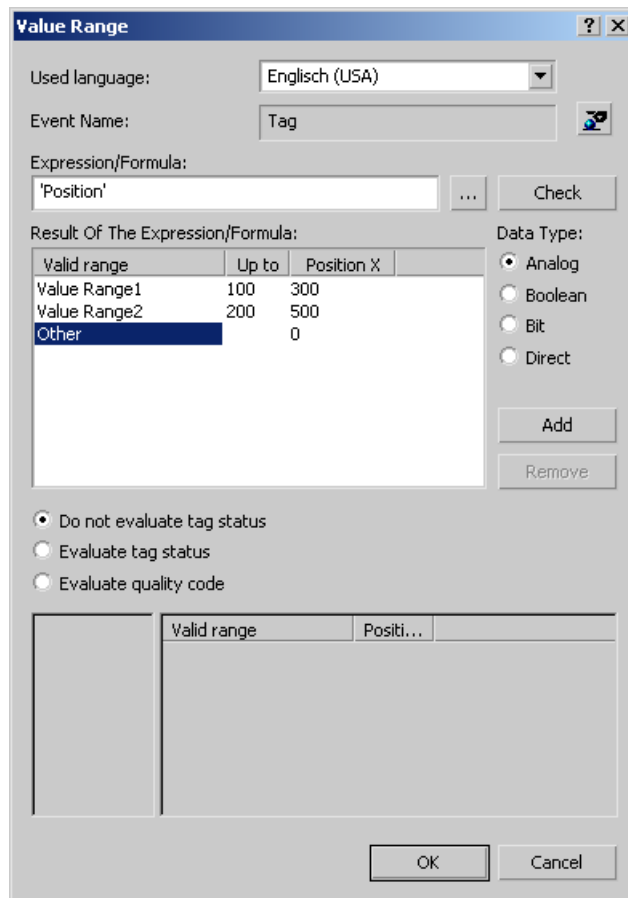 Value Range
Used language: Englisch (USA)
Event Name: Tag
Expression/Formula:
'Position' ... Check
Result Of The Expression/Formula: Data Type:
Valid range Up to Position X
Value Range1 100 300
Value Range2 200 500
Other 0
Analog
Boolean
Bit
Direct
Add
Remove
Do not evaluate tag status
Evaluate tag status
Evaluate quality code
Valid range Positi...
OK Cancel